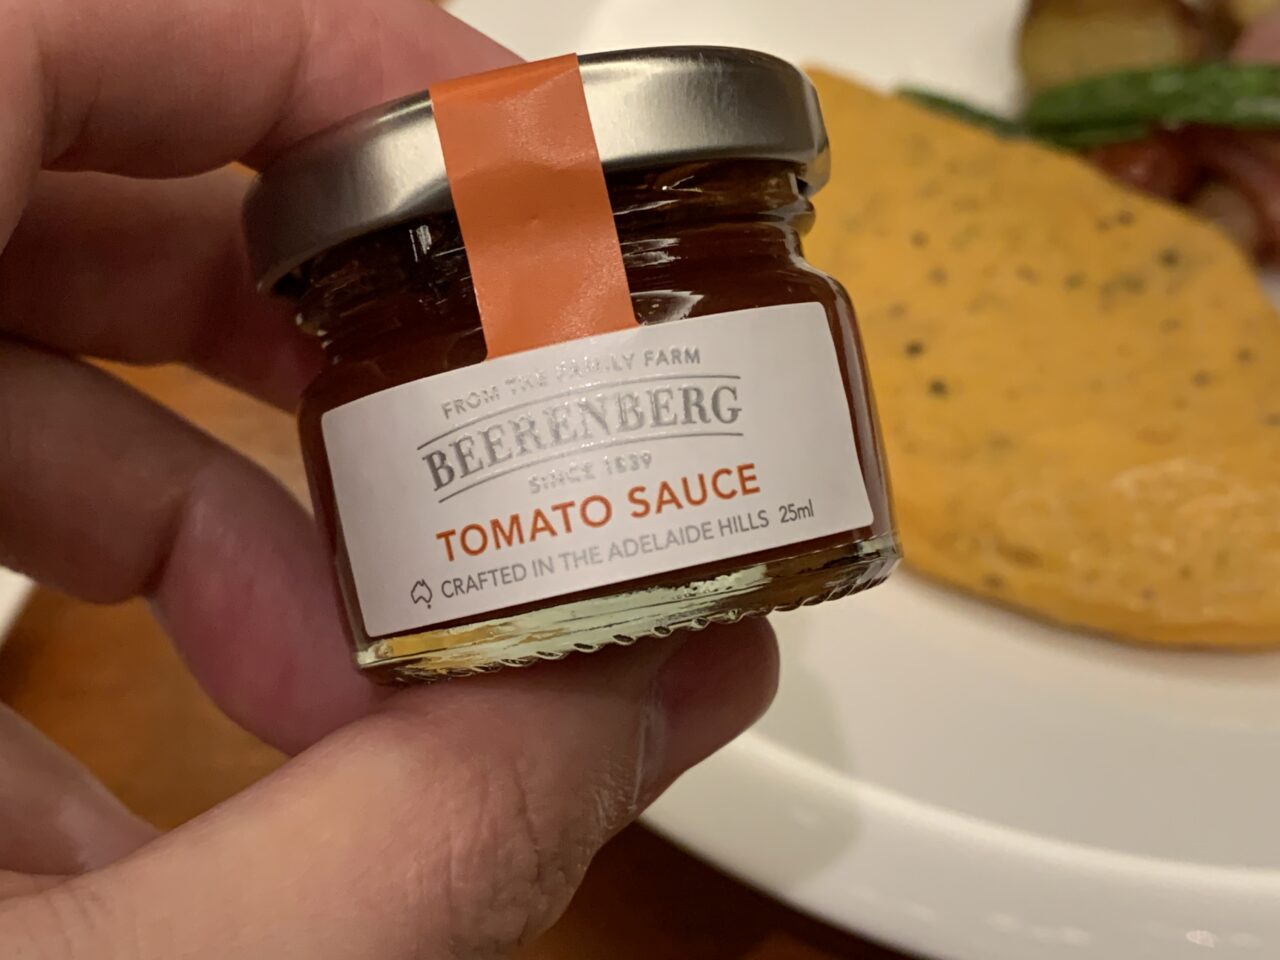 FROM THE FAMILY FARM
BEERENBERG
SINCE 1839
TOMATO SAUCE
CRAFTED IN THE ADELAIDE HILLS 25ml